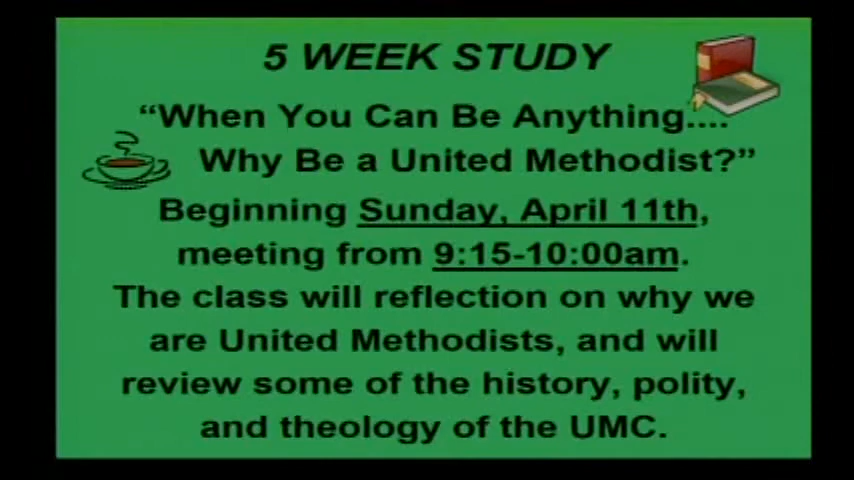 5 WEEK STUDY
“When You Can Be Anything....
Why Be a United Methodist?”
Beginning Sunday, April 11th,
meeting from 9:15-10:00am.
The class will reflection on why we
are United Methodists, and will
review some of the history, polity,
and theology of the UMC.